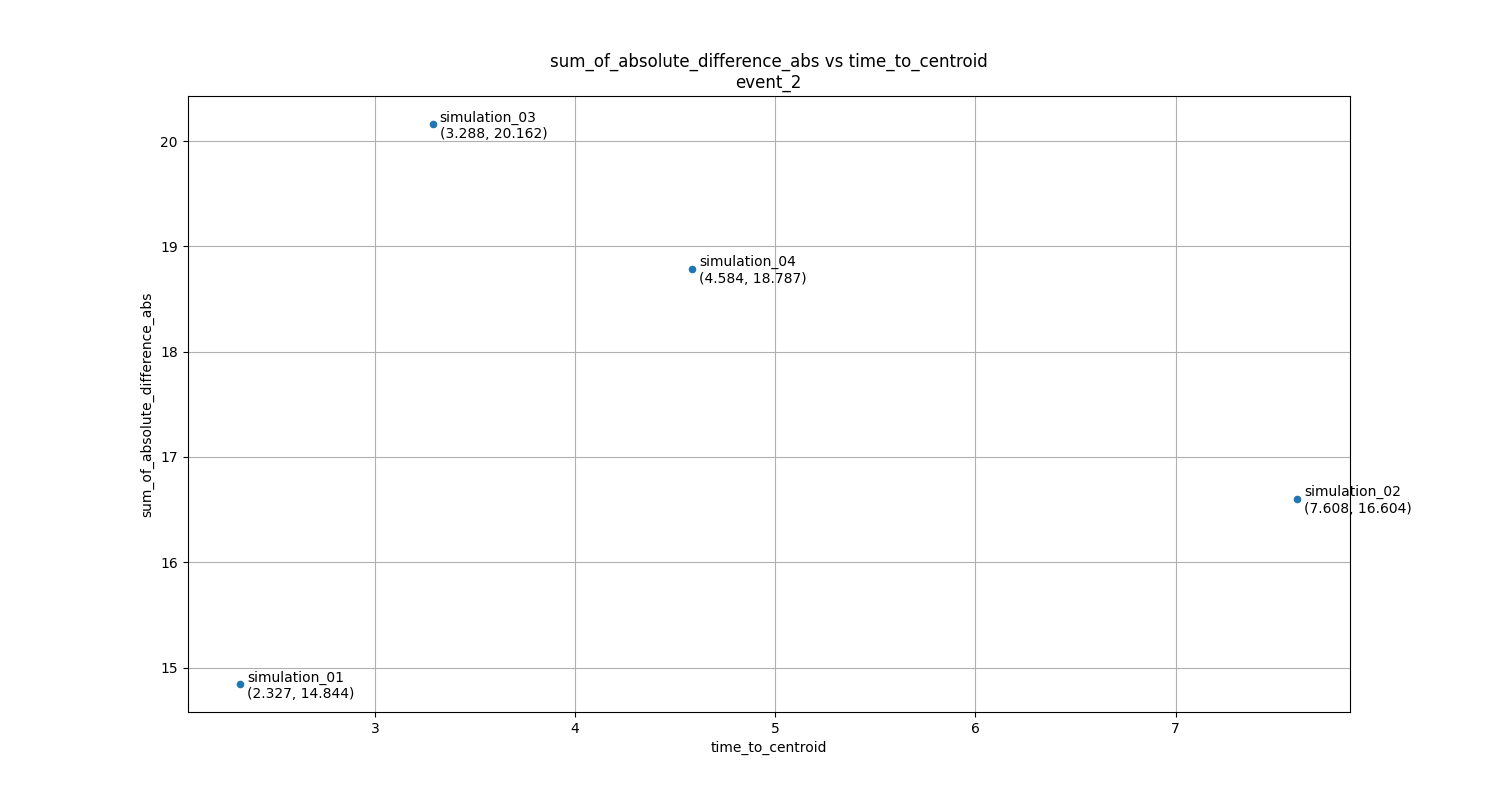 sum_of_absolute_difference_abs vs time_to_centroid
event_2
sum_of_absolute_difference_abs
20
19
18
17
16
15
simulation_03
(3.288, 20.162)
simulation_04
(4.584, 18.787)
simulation_02
(7.608, 16.604)
simulation_01
(2.327, 14.844)
3
4
5
6
7
time_to_centroid